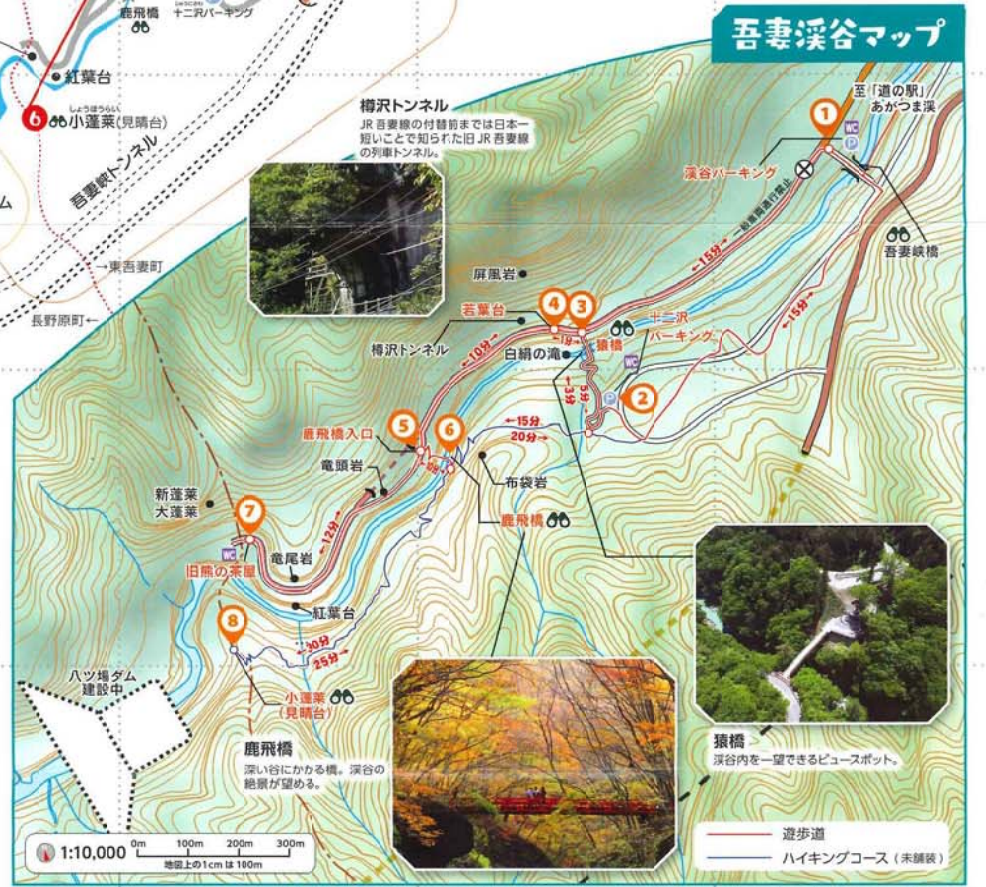 鹿飛橋
十二沢パーキング
紅葉台
6
しょうほうらい
小蓬莱(見晴台)
吾妻峡トンネル
ム
→東吾妻町
長野原町←
吾妻渓谷マップ
至「道の駅」
あがつま渓
1
WC
P
渓谷パーキング
一般車両通行禁止
吾妻峡橋
樽沢トンネル
JR吾妻線の付替前までは日本一
短いことで知られた旧JR吾妻線
の列車トンネル。
←15分→
←15分→
屏風岩
若葉台
4
3
樽沢トンネル
←10分→
←1分→
白絹の滝
猿橋
十二沢
パーキング
WC
P
2
←3分
5分→
5
6
鹿飛橋入口
←15分
20分→
竜頭岩
布袋岩
新蓬莱
大蓬莱
7
鹿飛橋
WC
旧熊の茶屋
竜尾岩
←12分→
紅葉台
8
←30分
25分→
八ツ場ダム
建設中
小蓬莱
(見晴台)
鹿飛橋
深い谷にかかる橋。渓谷の
絶景が望める。
猿橋
渓谷内を一望できるビュースポット。
1:10,000
0m 100m 200m 300m
地図上の1cmは100m
遊歩道
ハイキングコース(未舗装)